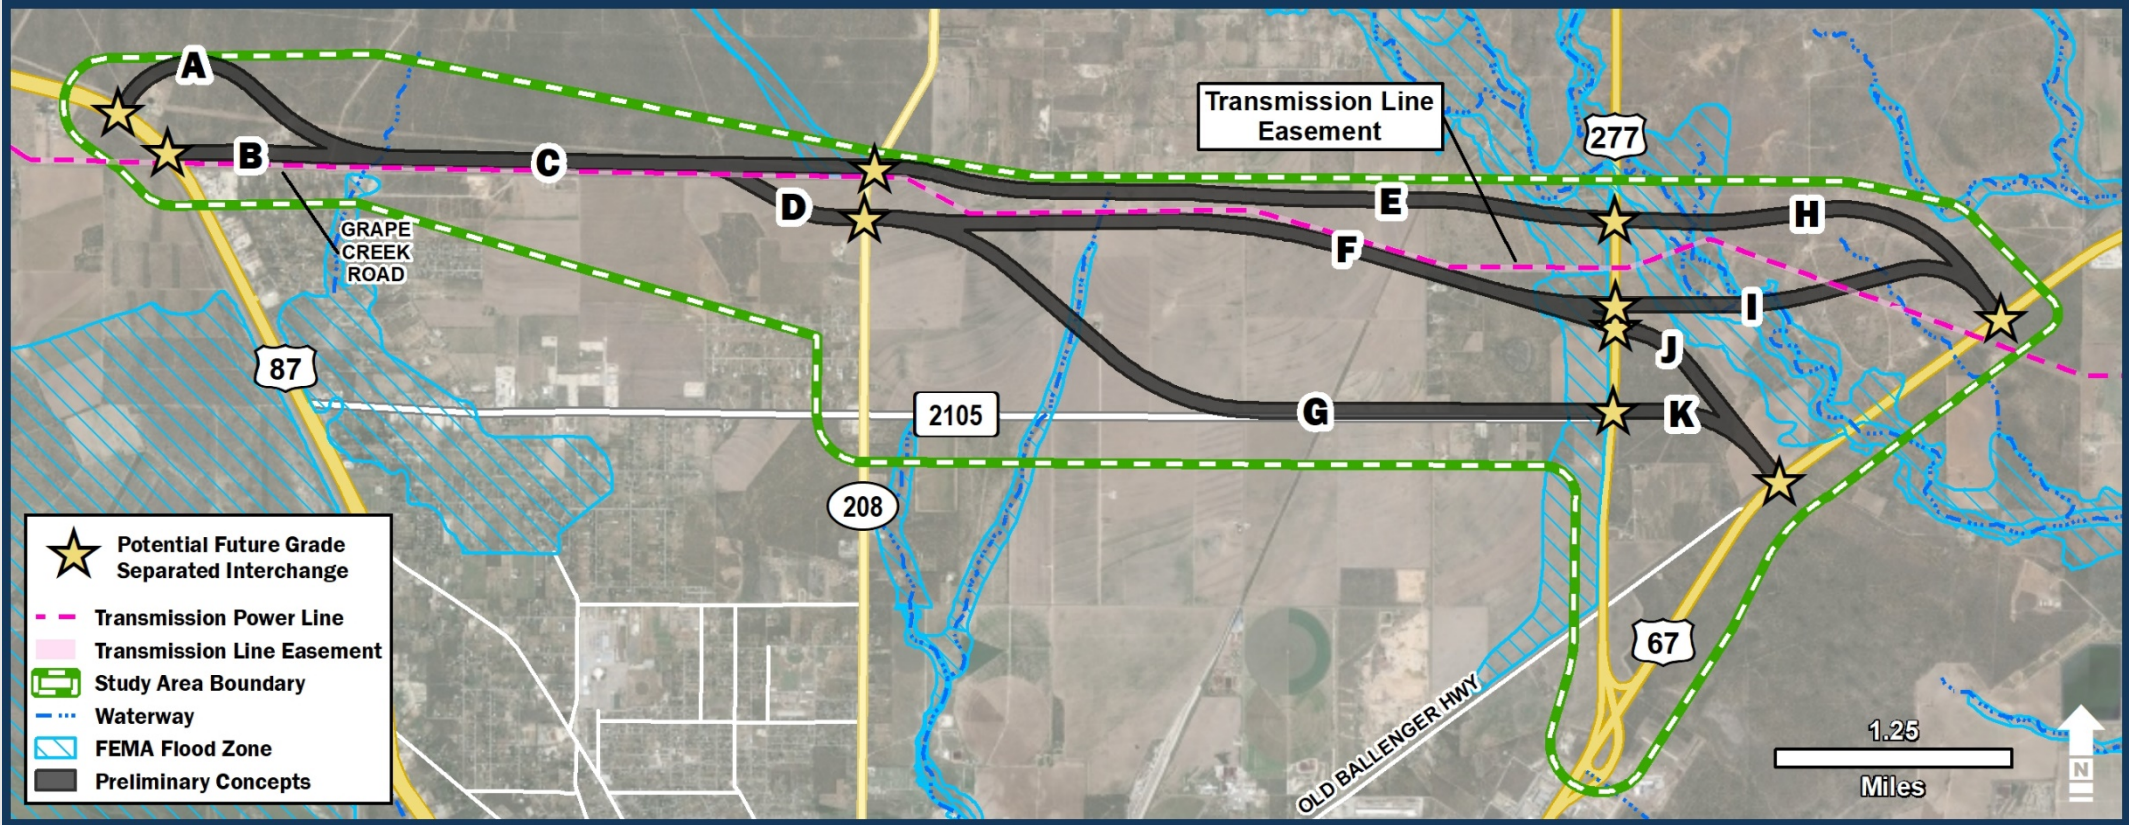 A
B
C
D
E
F
G
H
I
J
K
Transmission Line
Easement
277
GRAPE
CREEK
ROAD
87
2105
208
67
OLD BALLENGER HWY
1.25
Miles
N
Potential Future Grade
Separated Interchange
Transmission Power Line
Transmission Line Easement
Study Area Boundary
Waterway
FEMA Flood Zone
Preliminary Concepts